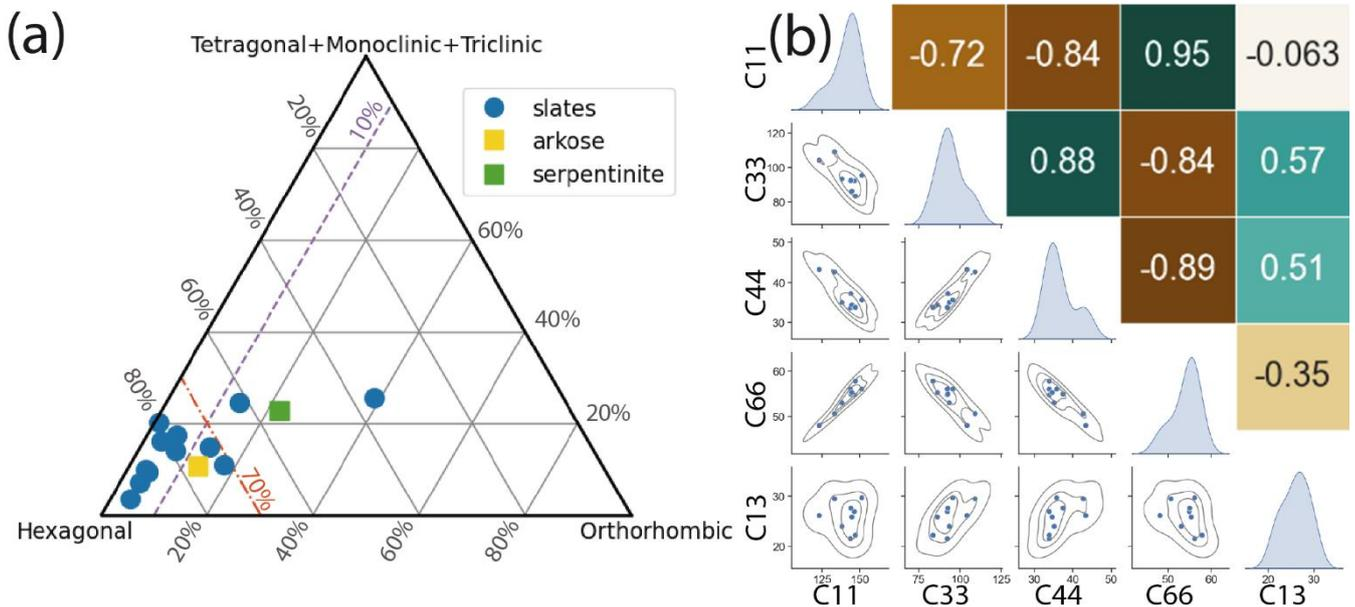 (a)
Tetragonal+Monoclinic+Triclinic
slates
arkose
serpentinite
20%
10%
40%
60%
60%
40%
80%
20%
70%
Hexagonal
Orthorhombic
20%
40%
60%
80%
(b)
C11
-0.72
-0.84
0.95
-0.063
C33
120
100
80
0.88
-0.84
0.57
C44
50
40
30
-0.89
0.51
C66
60
50
-0.35
C13
30
20
125 150
75 100 125
30 40 50
50 60
20 30
C11 C33 C44 C66 C13